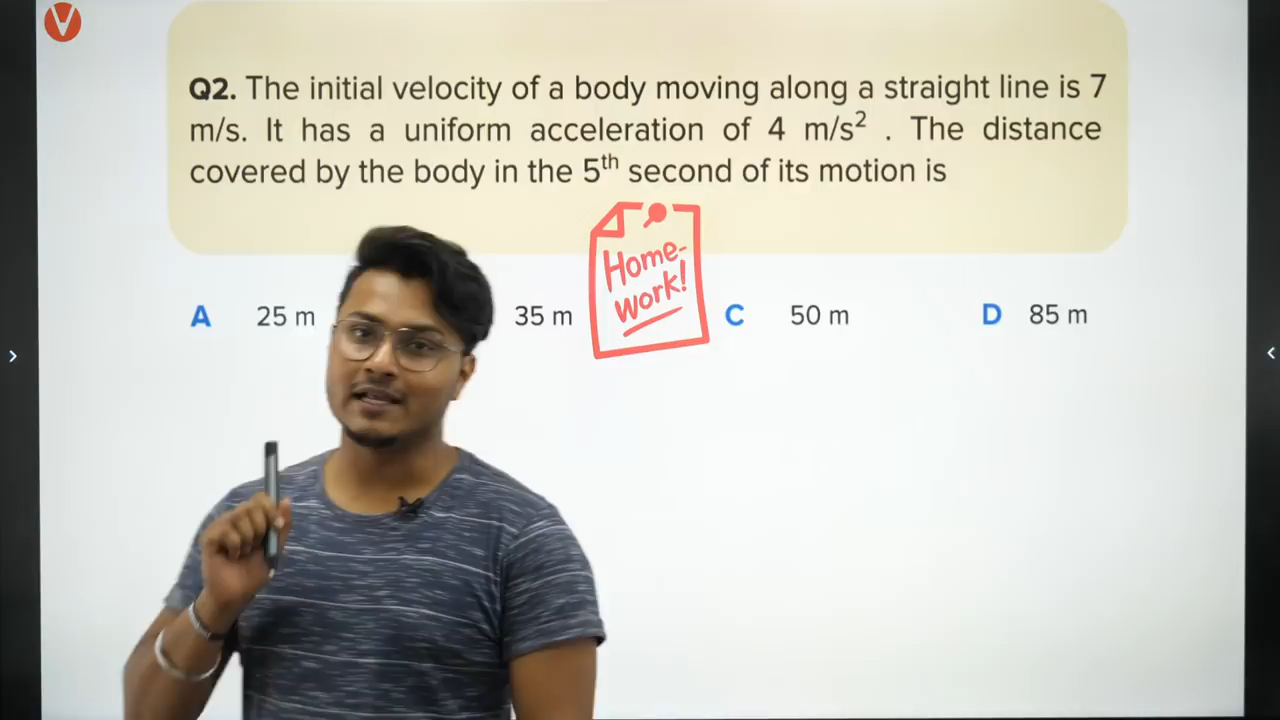 Q2. The initial velocity of a body moving along a straight line is 7
m/s. It has a uniform acceleration of 4 m/s² . The distance
covered by the body in the 5ᵗʰ second of its motion is
Home-
work!
A 25 m 35 m C 50 m D 85 m